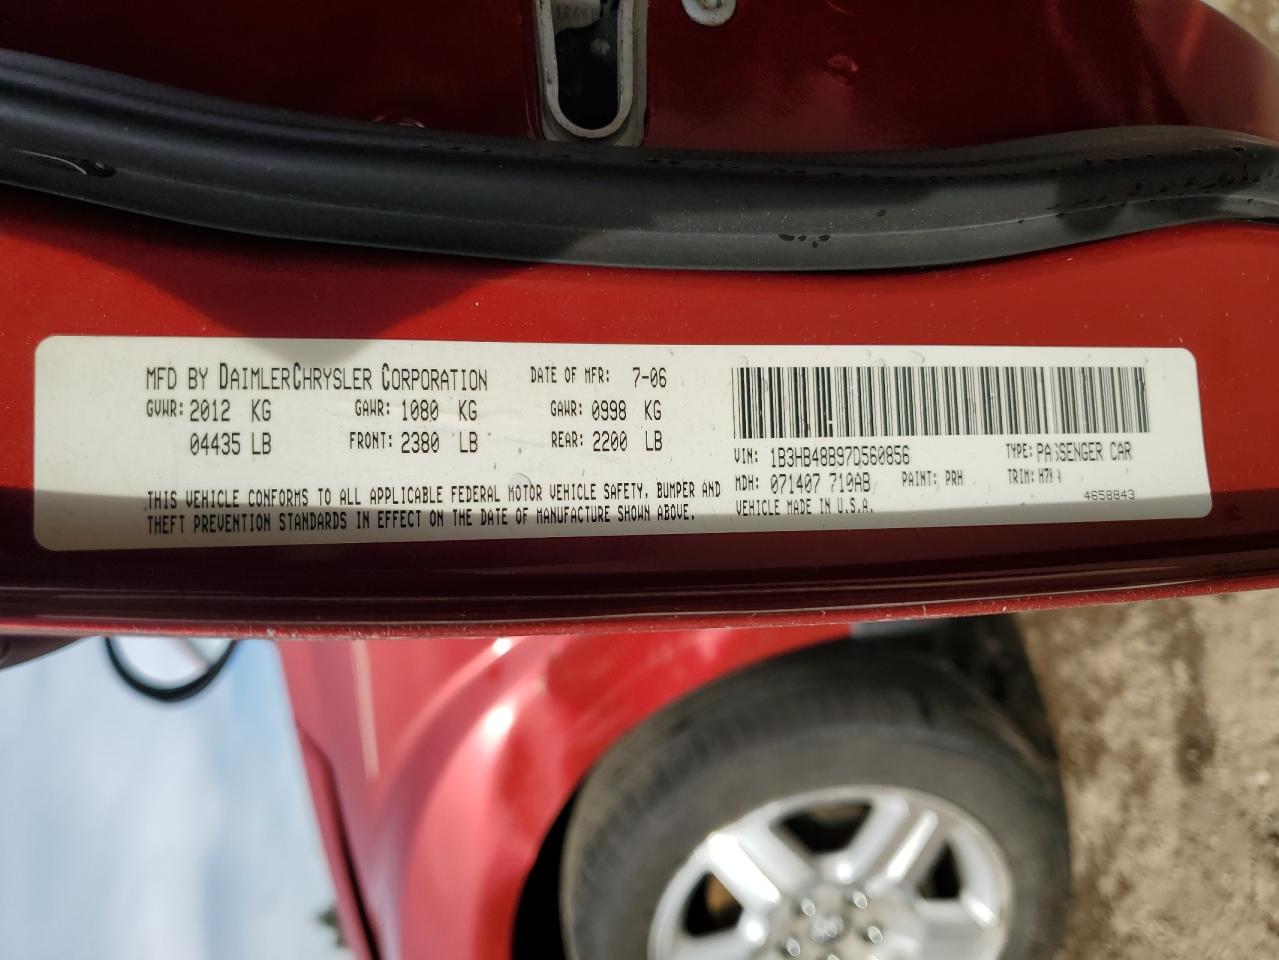 MFD BY DAIMLERCHRYSLER CORPORATION DATE OF MFR: 7-06
GVWR: 2012 KG GAWR: 1080 KG GAWR: 0998 KG
04435 LB FRONT: 2380 LB REAR: 2200 LB
THIS VEHICLE CONFORMS TO ALL APPLICABLE FEDERAL MOTOR VEHICLE SAFETY, BUMPER AND
THEFT PREVENTION STANDARDS IN EFFECT ON THE DATE OF MANUFACTURE SHOWN ABOVE.
VIN: 1B3HB48B97D560856 TYPE: PASSENGER CAR
MDH: 071407 710AB PAINT: PRH TRIM:
VEHICLE MADE IN U.S.A. 4658843